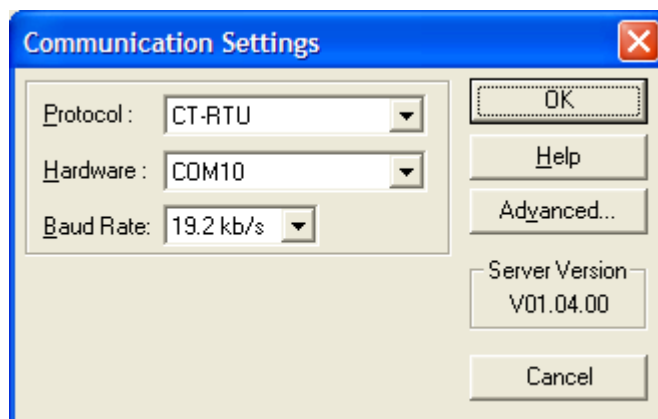 Communication Settings
Protocol : CT-RTU
Hardware : COM10
Baud Rate: 19.2 kb/s
OK
Help
Advanced...
Server Version
V01.04.00
Cancel